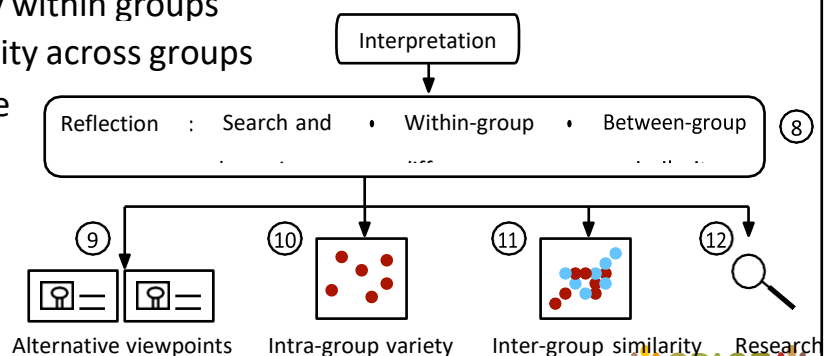 within groups
ity across groups
Interpretation
Reflection : Search and • Within-group • Between-group
8
9
10
11
12
Alternative viewpoints
Intra-group variety
Inter-group similarity
Research